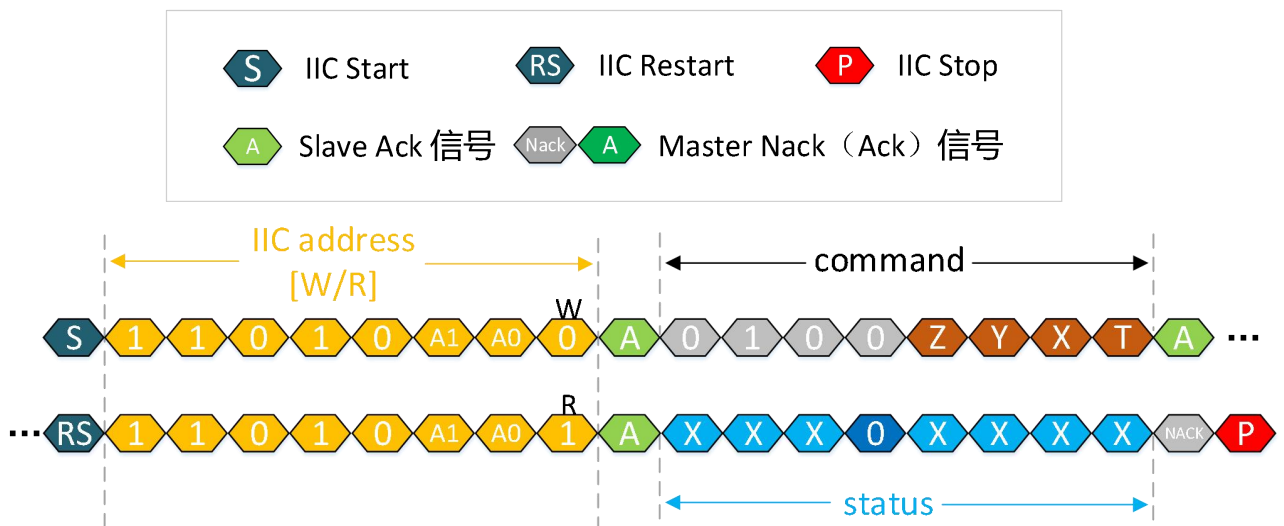 S IIC Start RS IIC Restart P IIC Stop
A Slave Ack 信号 Nack A Master Nack（Ack）信号
IIC address
[W/R]
command
W
S 1 1 0 1 0 A1 A0 0 A 0 1 0 0 Z Y X T A ...
R
... RS 1 1 0 1 0 A1 A0 1 A X X X 0 X X X X NACK P
status